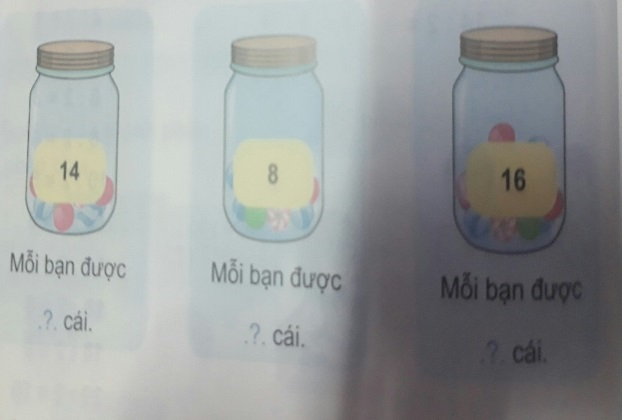 14
8
16
Mỗi bạn được
.?. cái.
Mỗi bạn được
.?. cái.
Mỗi bạn được
.?. cái.